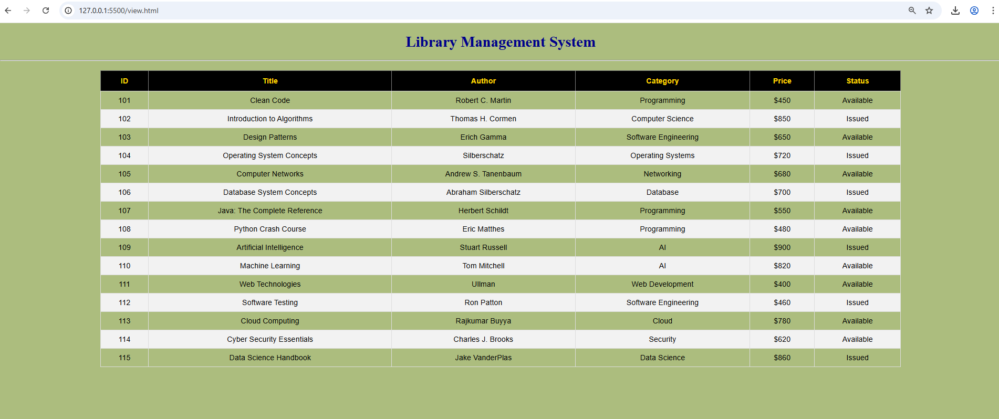 127.0.0.1:5500/view.html
Library Management System
ID Title Author Category Price Status
101 Clean Code Robert C. Martin Programming $450 Available
102 Introduction to Algorithms Thomas H. Cormen Computer Science $850 Issued
103 Design Patterns Erich Gamma Software Engineering $650 Available
104 Operating System Concepts Silberschatz Operating Systems $720 Issued
105 Computer Networks Andrew S. Tanenbaum Networking $680 Available
106 Database System Concepts Abraham Silberschatz Database $700 Issued
107 Java: The Complete Reference Herbert Schildt Programming $550 Available
108 Python Crash Course Eric Matthes Programming $480 Available
109 Artificial Intelligence Stuart Russell AI $900 Issued
110 Machine Learning Tom Mitchell AI $820 Available
111 Web Technologies Ullman Web Development $400 Available
112 Software Testing Ron Patton Software Engineering $460 Issued
113 Cloud Computing Rajkumar Buyya Cloud $780 Available
114 Cyber Security Essentials Charles J. Brooks Security $620 Available
115 Data Science Handbook Jake VanderPlas Data Science $860 Issued